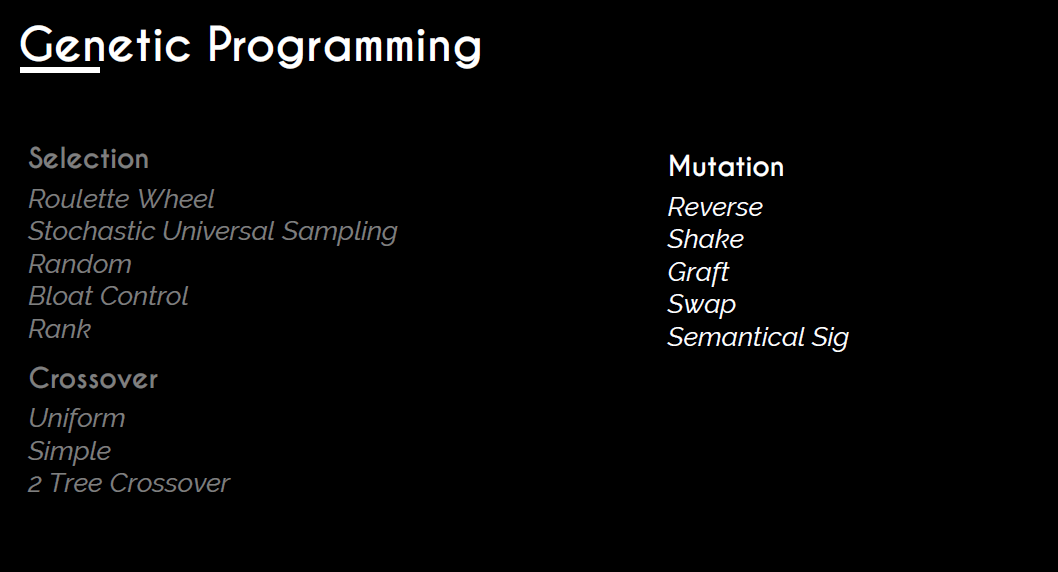 Genetic Programming
Selection
Roulette Wheel
Stochastic Universal Sampling
Random
Bloat Control
Rank
Crossover
Uniform
Simple
2 Tree Crossover
Mutation
Reverse
Shake
Graft
Swap
Semantical Sig